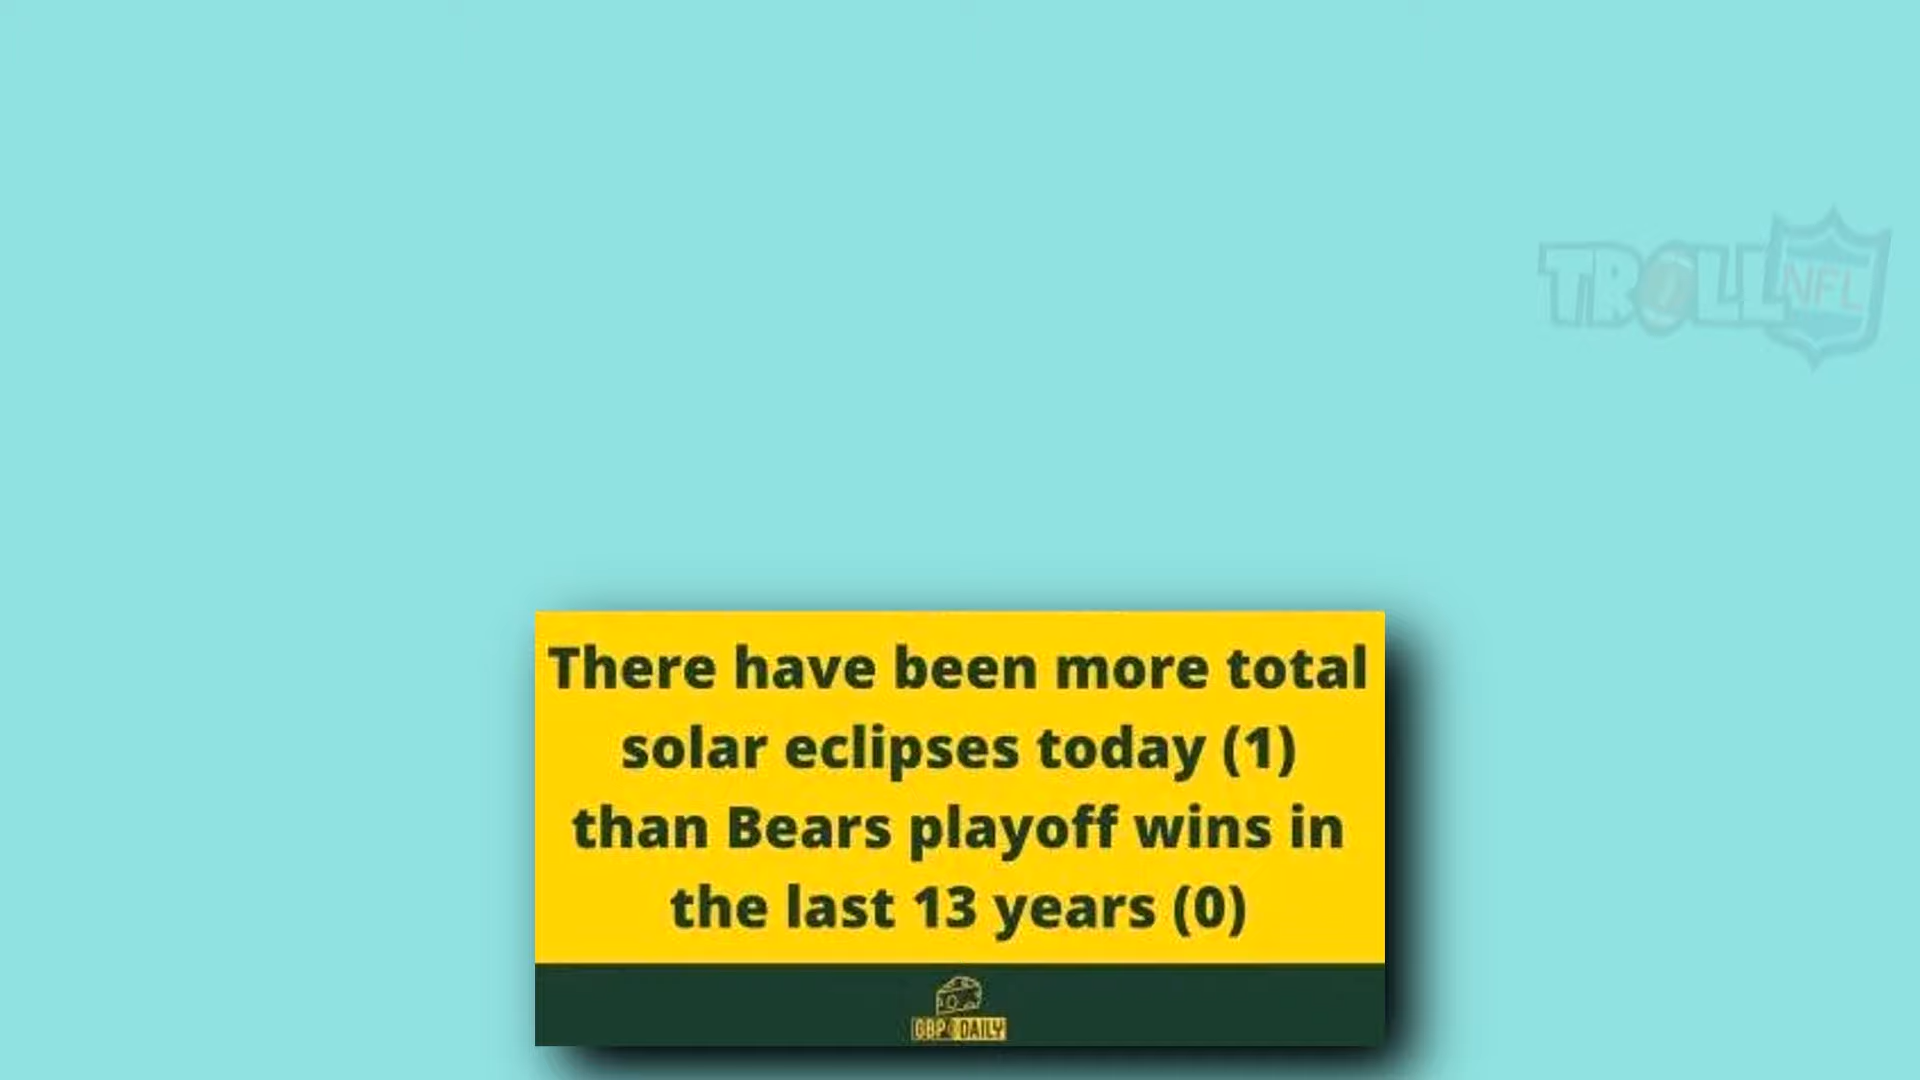 TROLL NFL
There have been more total
solar eclipses today (1)
than Bears playoff wins in
the last 13 years (0)
GBP DAILY